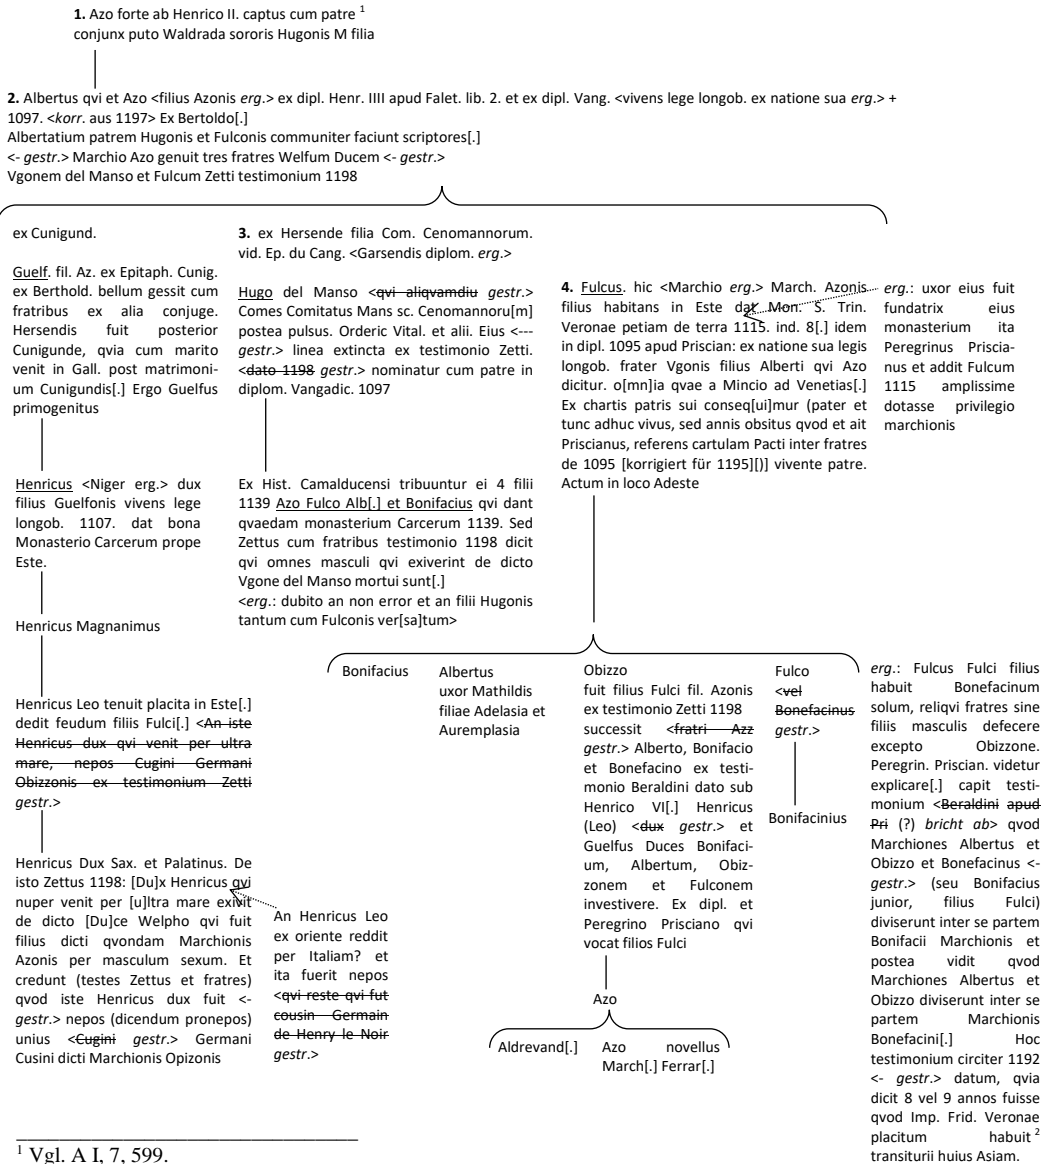 1. Azo forte ab Henrico II. captus cum patre 1
conjunx puto Waldrada sororis Hugonis M filia
2. Albertus qvi et Azo <filius Azonis erg.> ex dipl. Henr. IIII apud Falet. lib. 2. et ex dipl. Vang. <vivens lege longob. ex natione sua erg.> +
1097. <korr. aus 1197> Ex Bertoldo[.]
Albertatium patrem Hugonis et Fulconis communiter faciunt scriptores[.]
<- gestr.> Marchio Azo genuit tres fratres Welfum Ducem <- gestr.>
Vgonem del Manso et Fulcum Zetti testimonium 1198
ex Cunigund.
Guelf. fil. Az. ex Epitaph. Cunig.
ex Berthold. bellum gessit cum
fratribus ex alia conjuge.
Hersendis fuit posterior
Cunigunde, qvia cum marito
venit in Gall. post matrimoni-
um Cunigundis[.] Ergo Guelfus
primogenitus
Henricus <Niger erg.> dux
filius Guelfonis vivens lege
longob. 1107. dat bona
Monasterio Carcerum prope
Este.
Henricus Magnanimus
Henricus Leo tenuit placita in Este[.]
dedit feudum filiis Fulci[.] <An iste
Henricus dux qvi venit per ultra
mare, nepos Cugini Germani
Obizzonis ex testimonium Zetti
gestr.>
Henricus Dux Sax. et Palatinus. De
isto Zettus 1198: [Du]x Henricus qvi
nuper venit per [u]ltra mare exivit
de dicto [Du]ce Welpho qvi fuit
filius dicti qvondam Marchionis
Azonis per masculum sexum. Et
credunt (testes Zettus et fratres)
qvod iste Henricus dux fuit <-
gestr.> nepos (dicendum pronepos)
unius <Cugini gestr.> Germani
Cusini dicti Marchionis Opizonis
An Henricus Leo
ex oriente reddit
per Italiam? et
ita fuerit nepos
<qvi reste qvi fut
cousin Germain
de Henry le Noir
gestr.>
3. ex Hersende filia Com. Cenomannorum.
vid. Ep. du Cang. <Garsendis diplom. erg.>
Hugo del Manso <qvi aliqvamdiu gestr.>
Comes Comitatus Mans sc. Cenomannoru[m]
postea pulsus. Orderic Vital. et alii. Eius <---
gestr.> linea extincta ex testimonio Zetti.
<dato 1198 gestr.> nominatur cum patre in
diplom. Vangadic. 1097
Ex Hist. Camalducensi tribuuntur ei 4 filii
1139 Azo Fulco Alb[.] et Bonifacius qvi dant
qvaedam monasterium Carcerum 1139. Sed
Zettus cum fratribus testimonio 1198 dicit
qvi omnes masculi qvi exiverint de dicto
Vgone del Manso mortui sunt[.]
<erg.: dubito an non error et an filii Hugonis
tantum cum Fulconis ver[sa]tum>
4. Fulcus. hic <Marchio erg.> March. Azonis
filius habitans in Este dat Mon. S. Trin.
Veronae petiam de terra 1115. ind. 8[.] idem
in dipl. 1095 apud Priscian: ex natione sua legis
longob. frater Vgonis filius Alberti qvi Azo
dicitur. o[mn]ia qvae a Mincio ad Venetias[.]
Ex chartis patris sui conseq[ui]mur (pater et
tunc adhuc vivus, sed annis obsitus qvod et ait
Priscianus, referens cartulam Pacti inter fratres
de 1095 [korrigiert für 1195][)] vivente patre.
Actum in loco Adeste
erg.: uxor eius fuit
fundatrix eius
monasterium ita
Peregrinus Priscia-
nus et addit Fulcum
1115 amplissime
dotasse privilegio
marchionis
Bonifacius
Albertus
uxor Mathildis
filiae Adelasia et
Auremplasia
Obizzo
fuit filius Fulci fil. Azonis
ex testimonio Zetti 1198
successit <fratri Azz
gestr.> Alberto, Bonifacio
et Bonefacino ex testi-
monio Beraldini dato sub
Henrico VI[.] Henricus
(Leo) <dux gestr.> et
Guelfus Duces Bonifaci-
um, Albertum, Obiz-
zonem et Fulconem
investivere. Ex dipl. et
Peregrino Prisciano qvi
vocat filios Fulci
Azo
Aldrevand[.]
Azo novellus
March[.] Ferrar[.]
Fulco
<vel
Bonefacinus
gestr.>
Bonifacinius
erg.: Fulcus Fulci filius
habuit Bonefacinum
solum, reliqvi fratres sine
filiis masculis defecere
excepto Obizzone.
Peregrin. Priscian. videtur
explicare[.] capit testi-
monium <Beraldini apud
Pri (?) bricht ab> qvod
Marchiones Albertus et
Obizzo et Bonefacinus <-
gestr.> (seu Bonifacius
junior, filius Fulci)
diviserunt inter se partem
Bonifacii Marchionis et
postea vidit qvod
Marchiones Albertus et
Obizo diviserunt inter se
partem Marchionis
Bonefacini[.] Hoc
testimonium circiter 1192
<- gestr.> datum, qvia
dicit 8 vel 9 annos fuisse
qvod Imp. Frid. Veronae
placitum habuit 2
transiturii huius Asiam.
1 Vgl. A I, 7, 599.